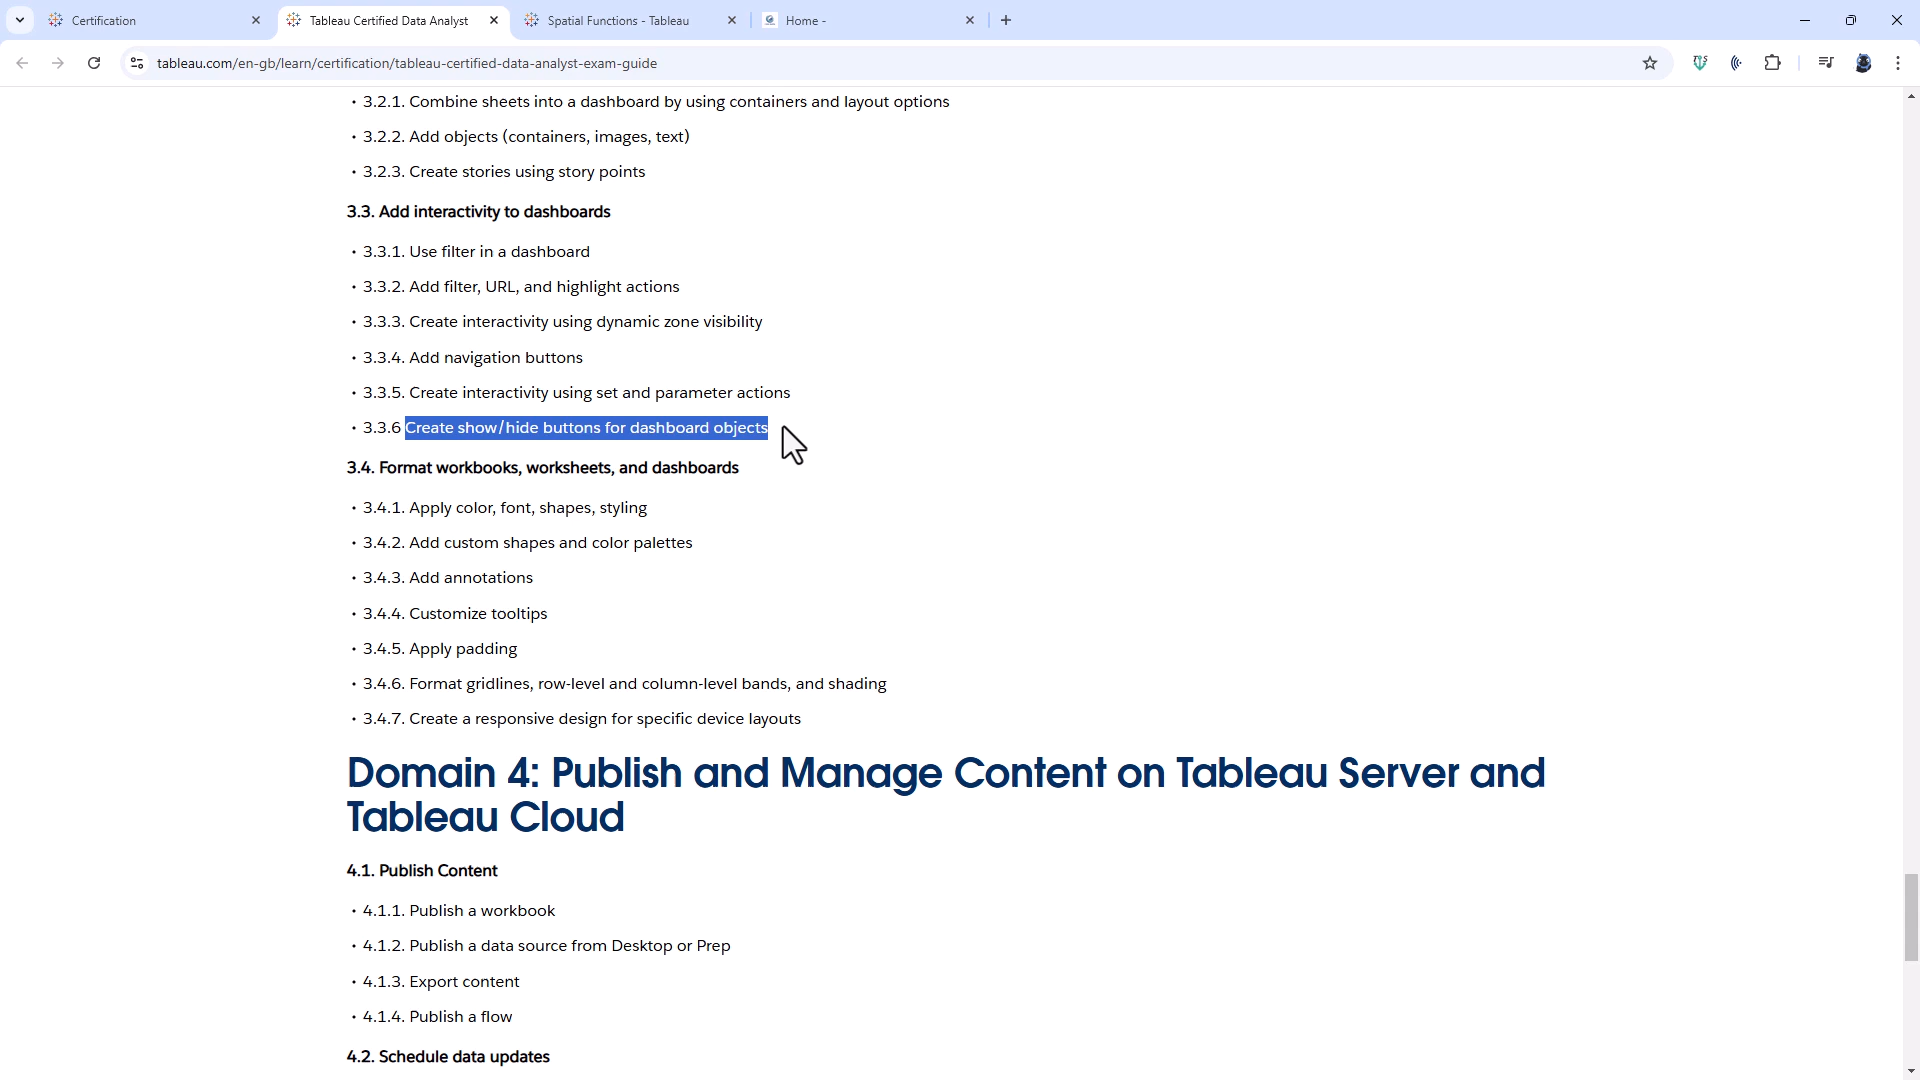 Certification
Tableau Certified Data Analyst
Spatial Functions - Tableau
Home -
tableau.com/en-gb/learn/certification/tableau-certified-data-analyst-exam-guide
• 3.2.1. Combine sheets into a dashboard by using containers and layout options
• 3.2.2. Add objects (containers, images, text)
• 3.2.3. Create stories using story points
3.3. Add interactivity to dashboards
• 3.3.1. Use filter in a dashboard
• 3.3.2. Add filter, URL, and highlight actions
• 3.3.3. Create interactivity using dynamic zone visibility
• 3.3.4. Add navigation buttons
• 3.3.5. Create interactivity using set and parameter actions
• 3.3.6 Create show/hide buttons for dashboard objects
3.4. Format workbooks, worksheets, and dashboards
• 3.4.1. Apply color, font, shapes, styling
• 3.4.2. Add custom shapes and color palettes
• 3.4.3. Add annotations
• 3.4.4. Customize tooltips
• 3.4.5. Apply padding
• 3.4.6. Format gridlines, row-level and column-level bands, and shading
• 3.4.7. Create a responsive design for specific device layouts
Domain 4: Publish and Manage Content on Tableau Server and
Tableau Cloud
4.1. Publish Content
• 4.1.1. Publish a workbook
• 4.1.2. Publish a data source from Desktop or Prep
• 4.1.3. Export content
• 4.1.4. Publish a flow
4.2. Schedule data updates